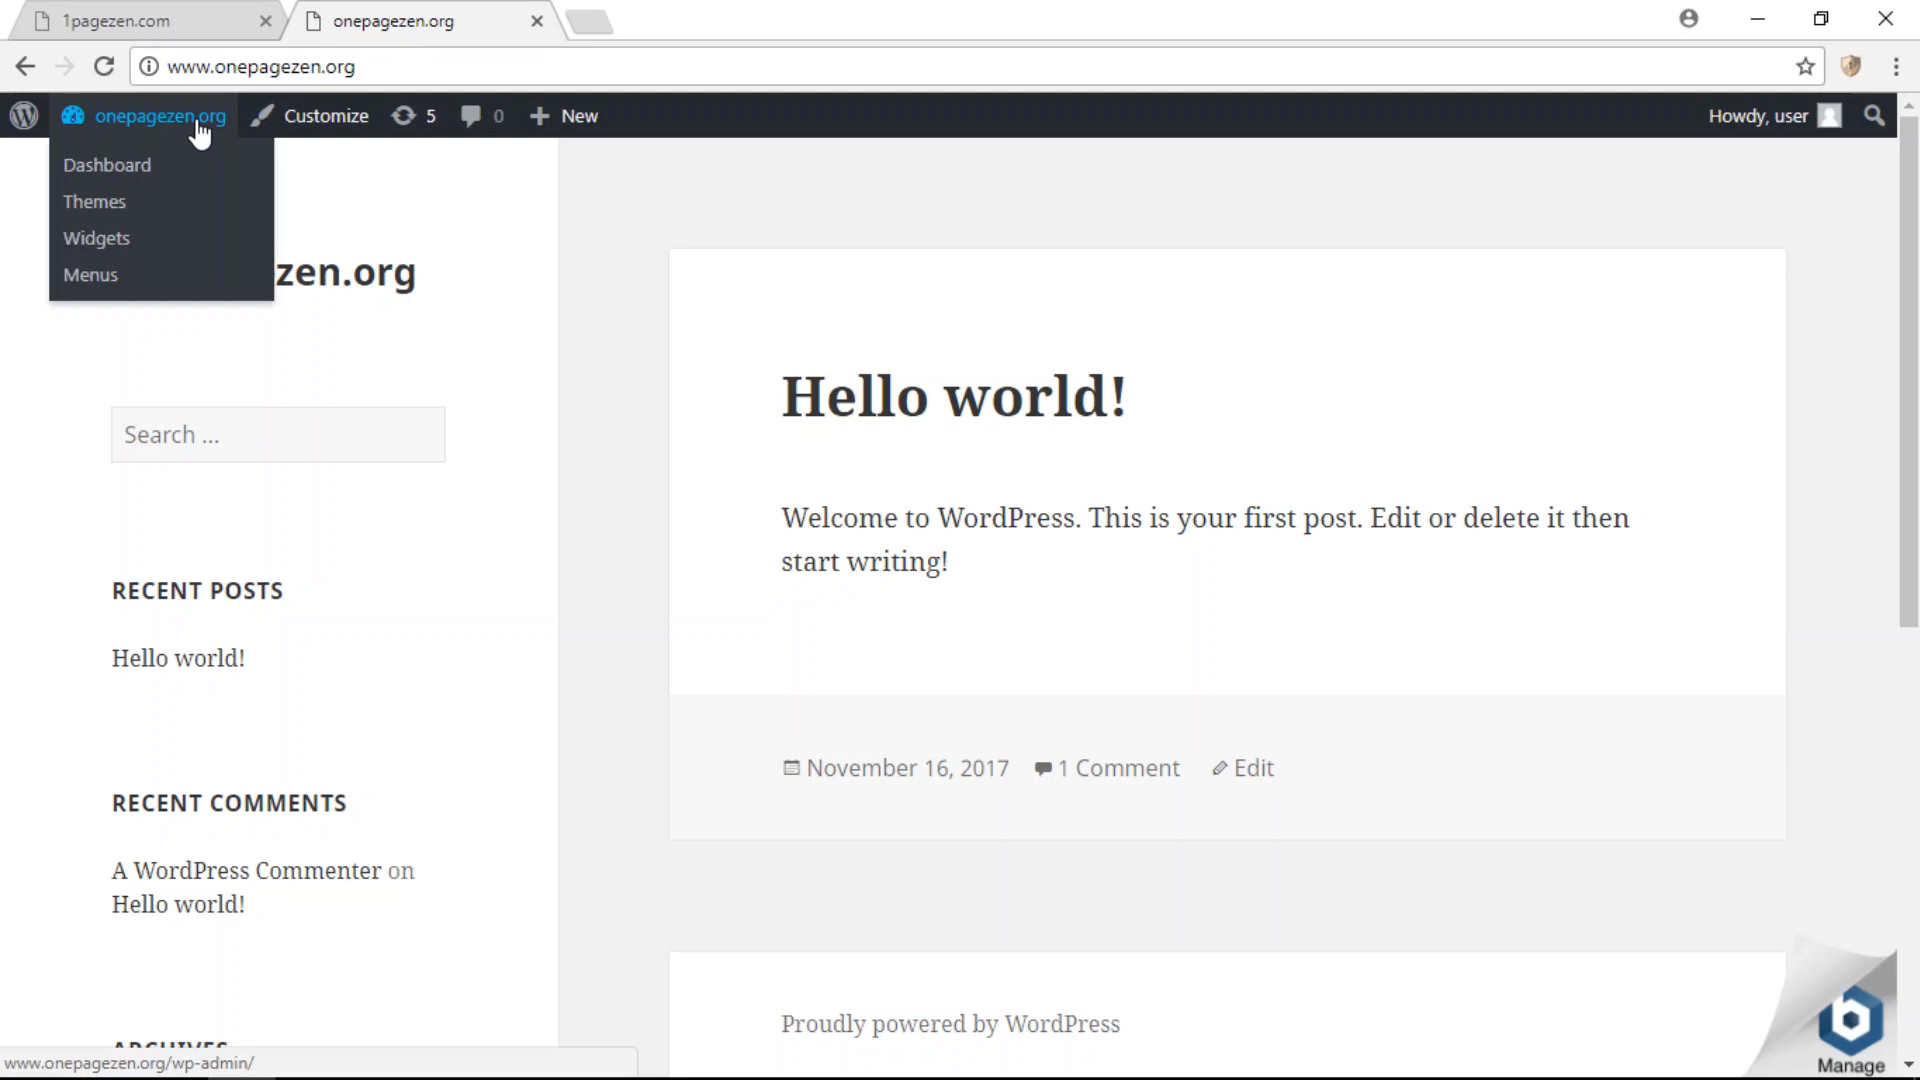 1pagezen.com
onepagezen.org
www.onepagezen.org
onepagezen.org
Customize
5
0
New
Howdy, user
Dashboard
Themes
Widgets
Menus
zen.org
Search ...
RECENT POSTS
Hello world!
RECENT COMMENTS
A WordPress Commenter on
Hello world!
ARCHIVES
Hello world!
Welcome to WordPress. This is your first post. Edit or delete it then
start writing!
November 16, 2017
1 Comment
Edit
Proudly powered by WordPress
Manage
www.onepagezen.org/wp-admin/